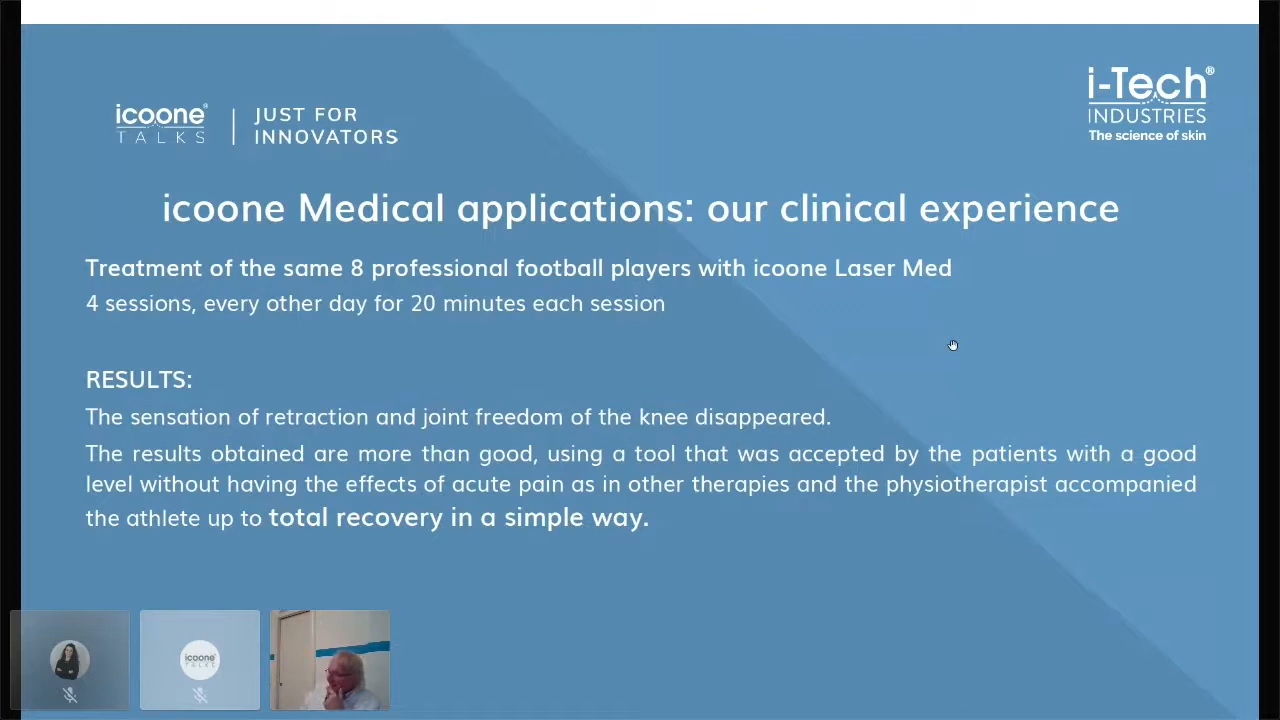 icoone®
TALKS
JUST FOR
INNOVATORS
i-Tech®
INDUSTRIES
The science of skin
icoone Medical applications: our clinical experience
Treatment of the same 8 professional football players with icoone Laser Med
4 sessions, every other day for 20 minutes each session
RESULTS:
The sensation of retraction and joint freedom of the knee disappeared.
The results obtained are more than good, using a tool that was accepted by the patients with a good
level without having the effects of acute pain as in other therapies and the physiotherapist accompanied
the athlete up to total recovery in a simple way.
icoone
TALKS